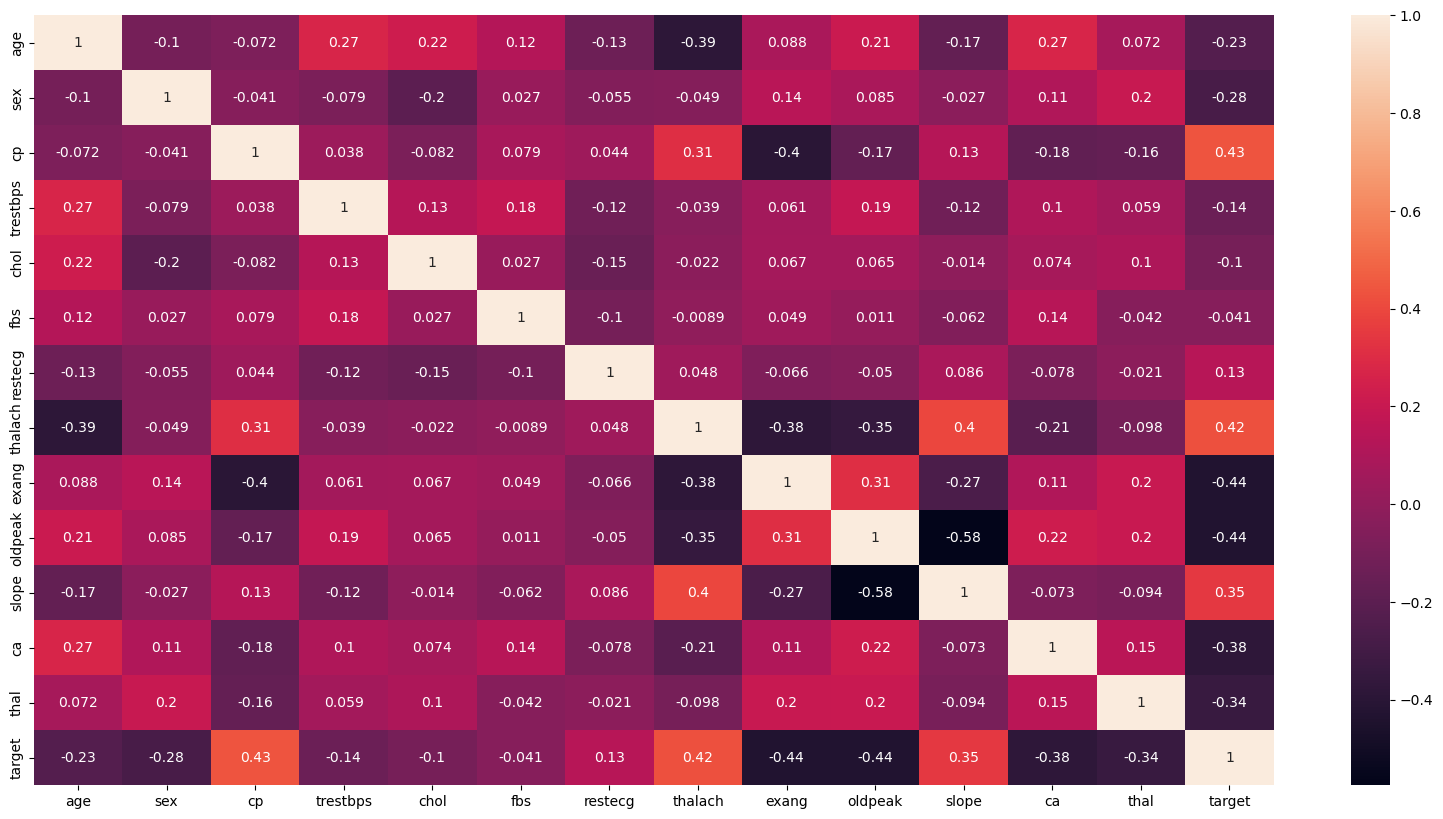 age 1 -0.1 -0.072 0.27 0.22 0.12 -0.13 -0.39 0.088 0.21 -0.17 0.27 0.072 -0.23
sex -0.1 1 -0.041 -0.079 -0.2 0.027 -0.055 -0.049 0.14 0.085 -0.027 0.11 0.2 -0.28
cp -0.072 -0.041 1 0.038 -0.082 0.079 0.044 0.31 -0.4 -0.17 0.13 -0.18 -0.16 0.43
trestbps 0.27 -0.079 0.038 1 0.13 0.18 -0.12 -0.039 0.061 0.19 -0.12 0.1 0.059 -0.14
chol 0.22 -0.2 -0.082 0.13 1 0.027 -0.15 -0.022 0.067 0.065 -0.014 0.074 0.1 -0.1
fbs 0.12 0.027 0.079 0.18 0.027 1 -0.1 -0.0089 0.049 0.011 -0.062 0.14 -0.042 -0.041
restecg -0.13 -0.055 0.044 -0.12 -0.15 -0.1 1 0.048 -0.066 -0.05 0.086 -0.078 -0.021 0.13
thalach -0.39 -0.049 0.31 -0.039 -0.022 -0.0089 0.048 1 -0.38 -0.35 0.4 -0.21 -0.098 0.42
exang 0.088 0.14 -0.4 0.061 0.067 0.049 -0.066 -0.38 1 0.31 -0.27 0.11 0.2 -0.44
oldpeak 0.21 0.085 -0.17 0.19 0.065 0.011 -0.05 -0.35 0.31 1 -0.58 0.22 0.2 -0.44
slope -0.17 -0.027 0.13 -0.12 -0.014 -0.062 0.086 0.4 -0.27 -0.58 1 -0.073 -0.094 0.35
ca 0.27 0.11 -0.18 0.1 0.074 0.14 -0.078 -0.21 0.11 0.22 -0.073 1 0.15 -0.38
thal 0.072 0.2 -0.16 0.059 0.1 -0.042 -0.021 -0.098 0.2 0.2 -0.094 0.15 1 -0.34
target -0.23 -0.28 0.43 -0.14 -0.1 -0.041 0.13 0.42 -0.44 -0.44 0.35 -0.38 -0.34 1
age sex cp trestbps chol fbs restecg thalach exang oldpeak slope ca thal target
1.0
0.8
0.6
0.4
0.2
0.0
−0.2
−0.4